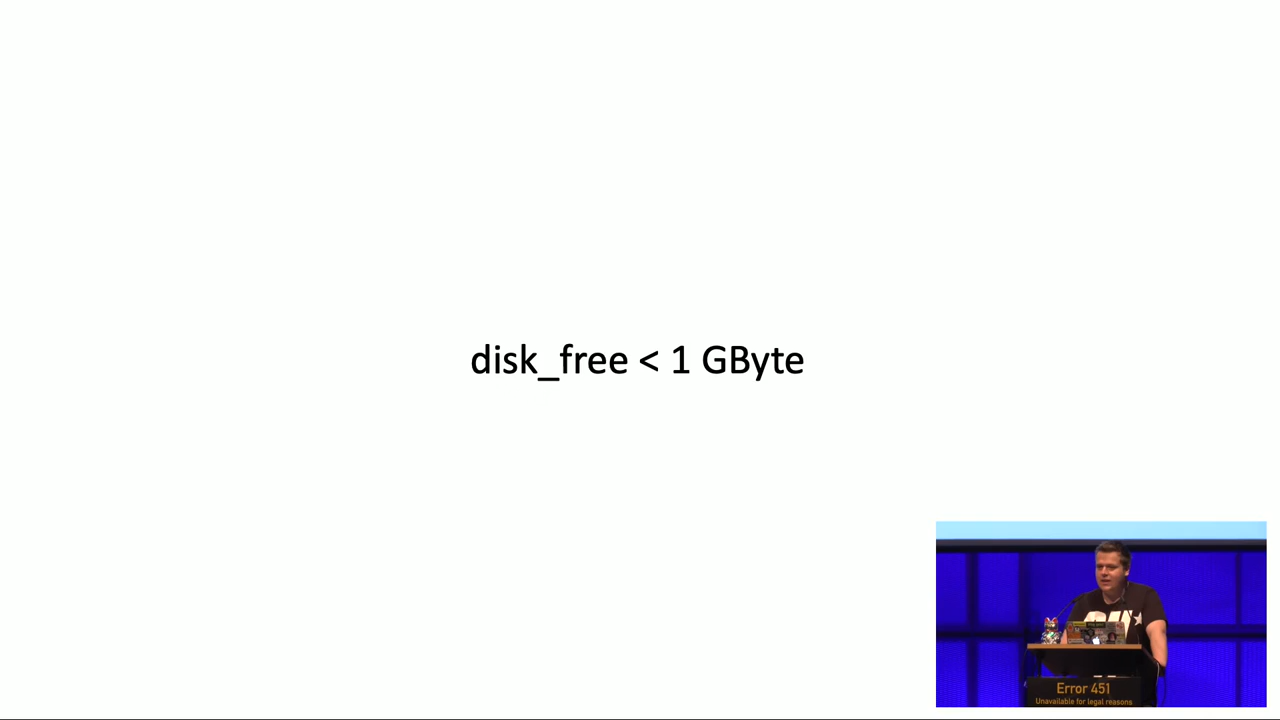 disk_free < 1 GByte
Error 451
Unavailable for legal reasons